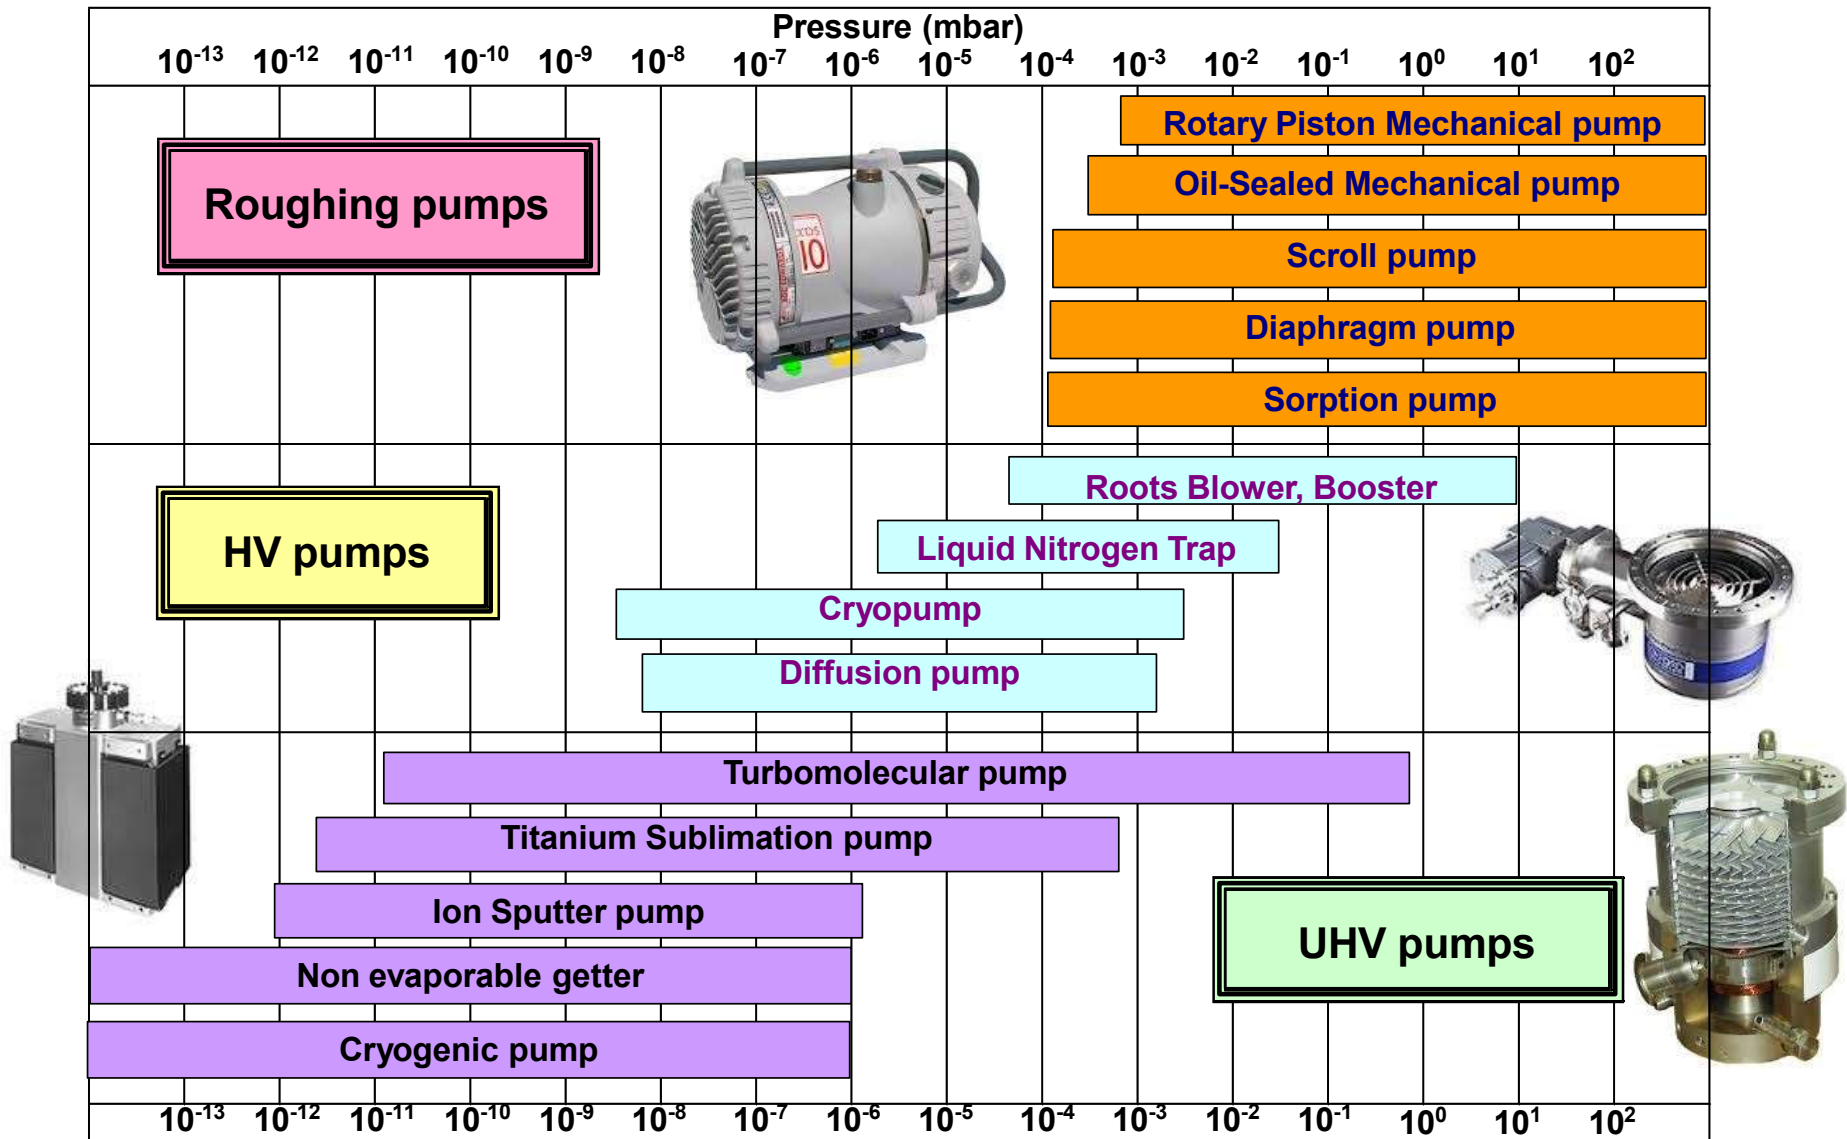 Pressure (mbar)
10⁻¹³ 10⁻¹² 10⁻¹¹ 10⁻¹⁰ 10⁻⁹ 10⁻⁸ 10⁻⁷ 10⁻⁶ 10⁻⁵ 10⁻⁴ 10⁻³ 10⁻² 10⁻¹ 10⁰ 10¹ 10²
Rotary Piston Mechanical pump
Roughing pumps
Oil-Sealed Mechanical pump
Scroll pump
Diaphragm pump
Sorption pump
Roots Blower, Booster
HV pumps
Liquid Nitrogen Trap
Cryopump
Diffusion pump
Turbomolecular pump
Titanium Sublimation pump
Ion Sputter pump
UHV pumps
Non evaporable getter
Cryogenic pump
10⁻¹³ 10⁻¹² 10⁻¹¹ 10⁻¹⁰ 10⁻⁹ 10⁻⁸ 10⁻⁷ 10⁻⁶ 10⁻⁵ 10⁻⁴ 10⁻³ 10⁻² 10⁻¹ 10⁰ 10¹ 10²